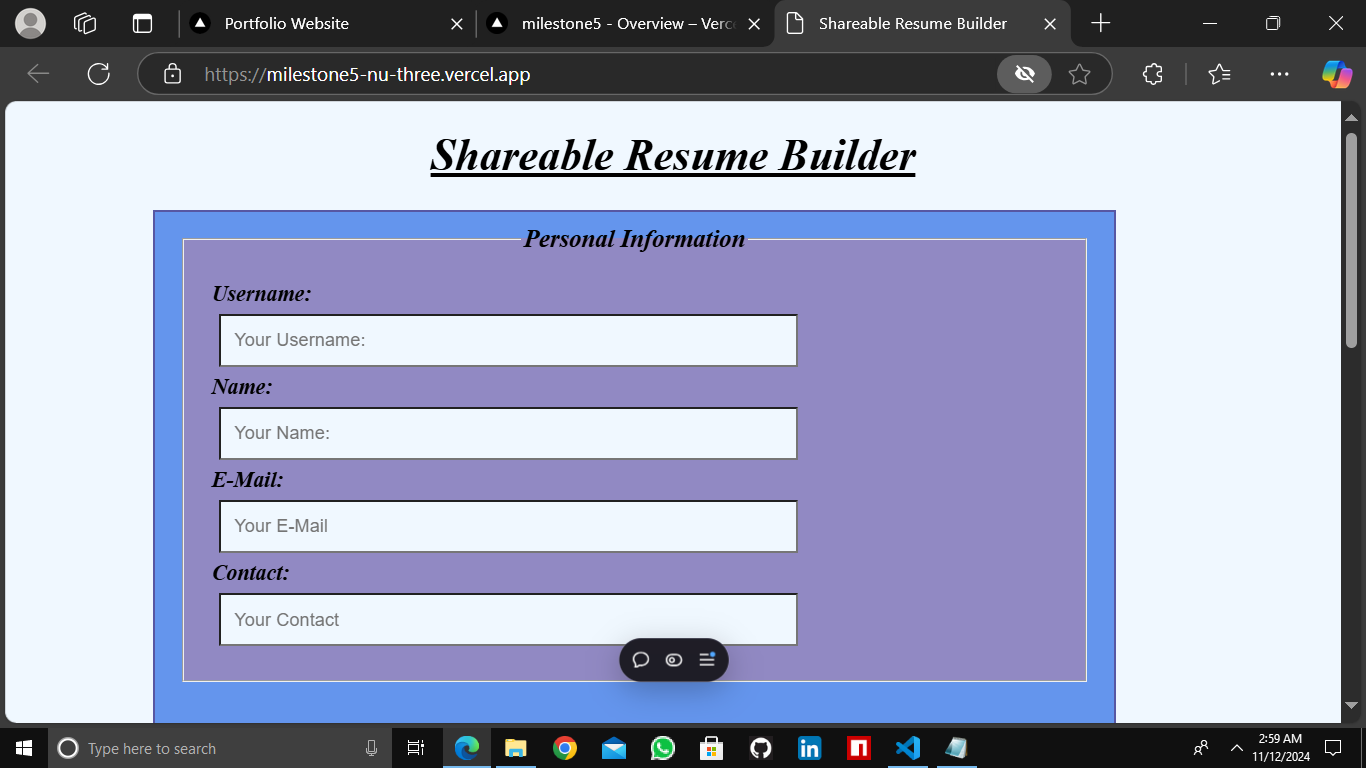 Portfolio Website
milestone5 - Overview – Verc
Shareable Resume Builder
https://milestone5-nu-three.vercel.app
Shareable Resume Builder
Personal Information
Username:
Your Username:
Name:
Your Name:
E-Mail:
Your E-Mail
Contact:
Your Contact
Type here to search
2:59 AM
11/12/2024